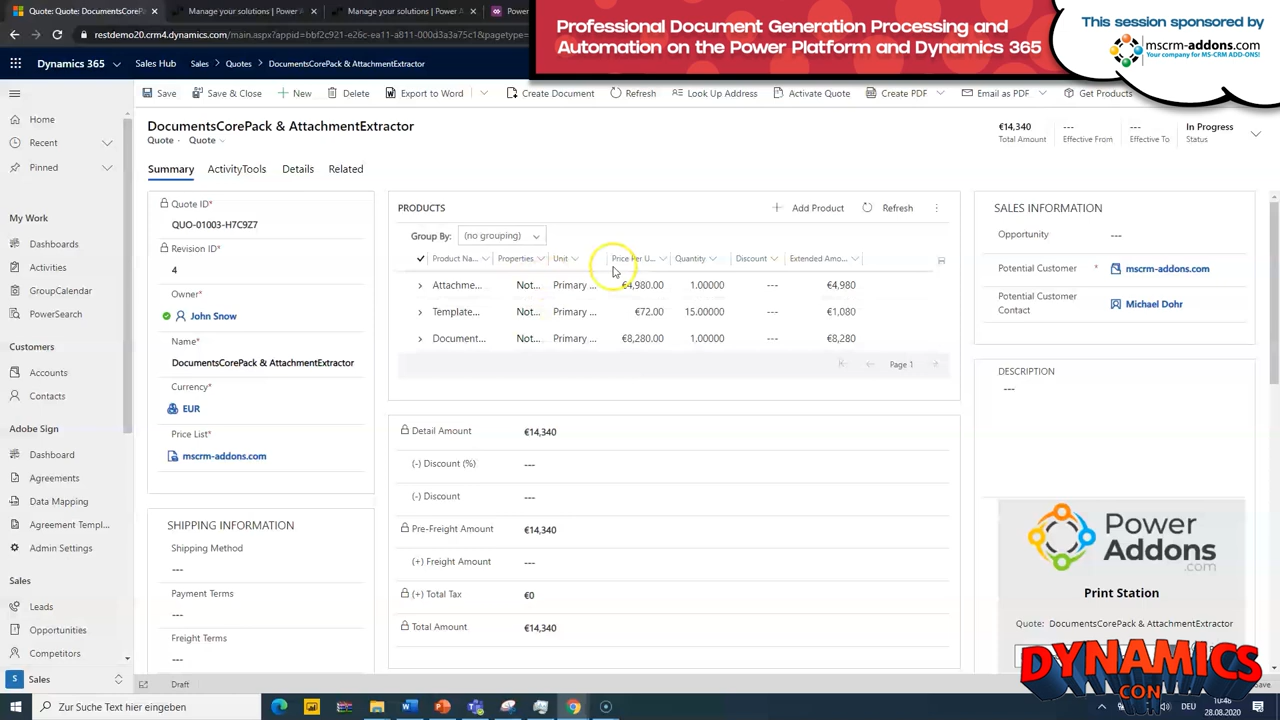 Quote: Quote: DocumentsCorePack &
Manage your solutions
Manage your solutions
Professional Document Generation Processing and
Automation on the Power Platform and Dynamics 365
This session sponsored by
mscrm-addons.com
Your company for MS-CRM ADD-ONS!
Dynamics 365
Sales Hub
Sales
Quotes
DocumentsCorePack & AttachmentExtractor
Save
Save & Close
New
Delete
Export to Word
Create Document
Refresh
Look Up Address
Activate Quote
Create PDF
Email as PDF
Get Products
DocumentsCorePack & AttachmentExtractor
Quote · Quote
€14,340
Total Amount
---
Effective From
---
Effective To
In Progress
Status
Summary
ActivityTools
Details
Related
Home
Recent
Pinned
My Work
Dashboards
Activities
GroupCalendar
PowerSearch
Customers
Accounts
Contacts
Adobe Sign
Dashboard
Agreements
Data Mapping
Agreement Templ...
Admin Settings
Sales
Leads
Opportunities
Competitors
S Sales
Quote ID*
QUO-01003-H7C9Z7
Revision ID*
4
Owner*
John Snow
Name*
DocumentsCorePack & AttachmentExtractor
Currency*
EUR
Price List*
mscrm-addons.com
SHIPPING INFORMATION
Shipping Method
---
Payment Terms
---
Freight Terms
---
PRODUCTS
Add Product
Refresh
Group By: (no grouping)
Product Na... Properties Unit Price Per U... Quantity Discount Extended Amo...
Attachme... Not... Primary ... €4,980.00 1.00000 --- €4,980
Template... Not... Primary ... €72.00 15.00000 --- €1,080
Document... Not... Primary ... €8,280.00 1.00000 --- €8,280
Page 1
Detail Amount €14,340
(-) Discount (%) ---
(-) Discount ---
Pre-Freight Amount €14,340
(+) Freight Amount ---
(+) Total Tax €0
Total Amount €14,340
SALES INFORMATION
Opportunity ---
Potential Customer * mscrm-addons.com
Potential Customer
Contact
Michael Dohr
DESCRIPTION
---
Power
Addons
.com
Print Station
Quote: DocumentsCorePack & AttachmentExtractor
DYNAMICS
CON
Draft
Zur Suche Text hier eingeben
DEU
28.08.2020